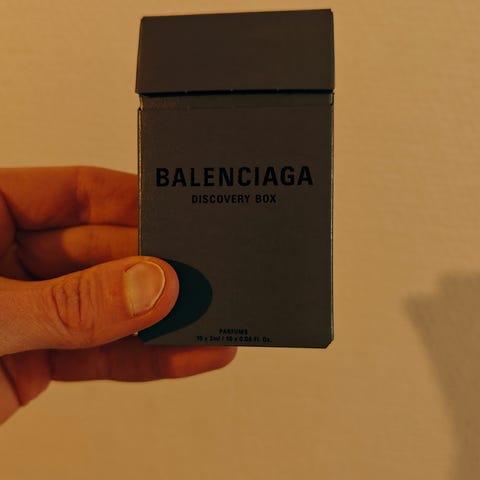 BALENCIAGA
DISCOVERY BOX
PARFUMS
10 x 2ml / 10 x 0.06 Fl. Oz.